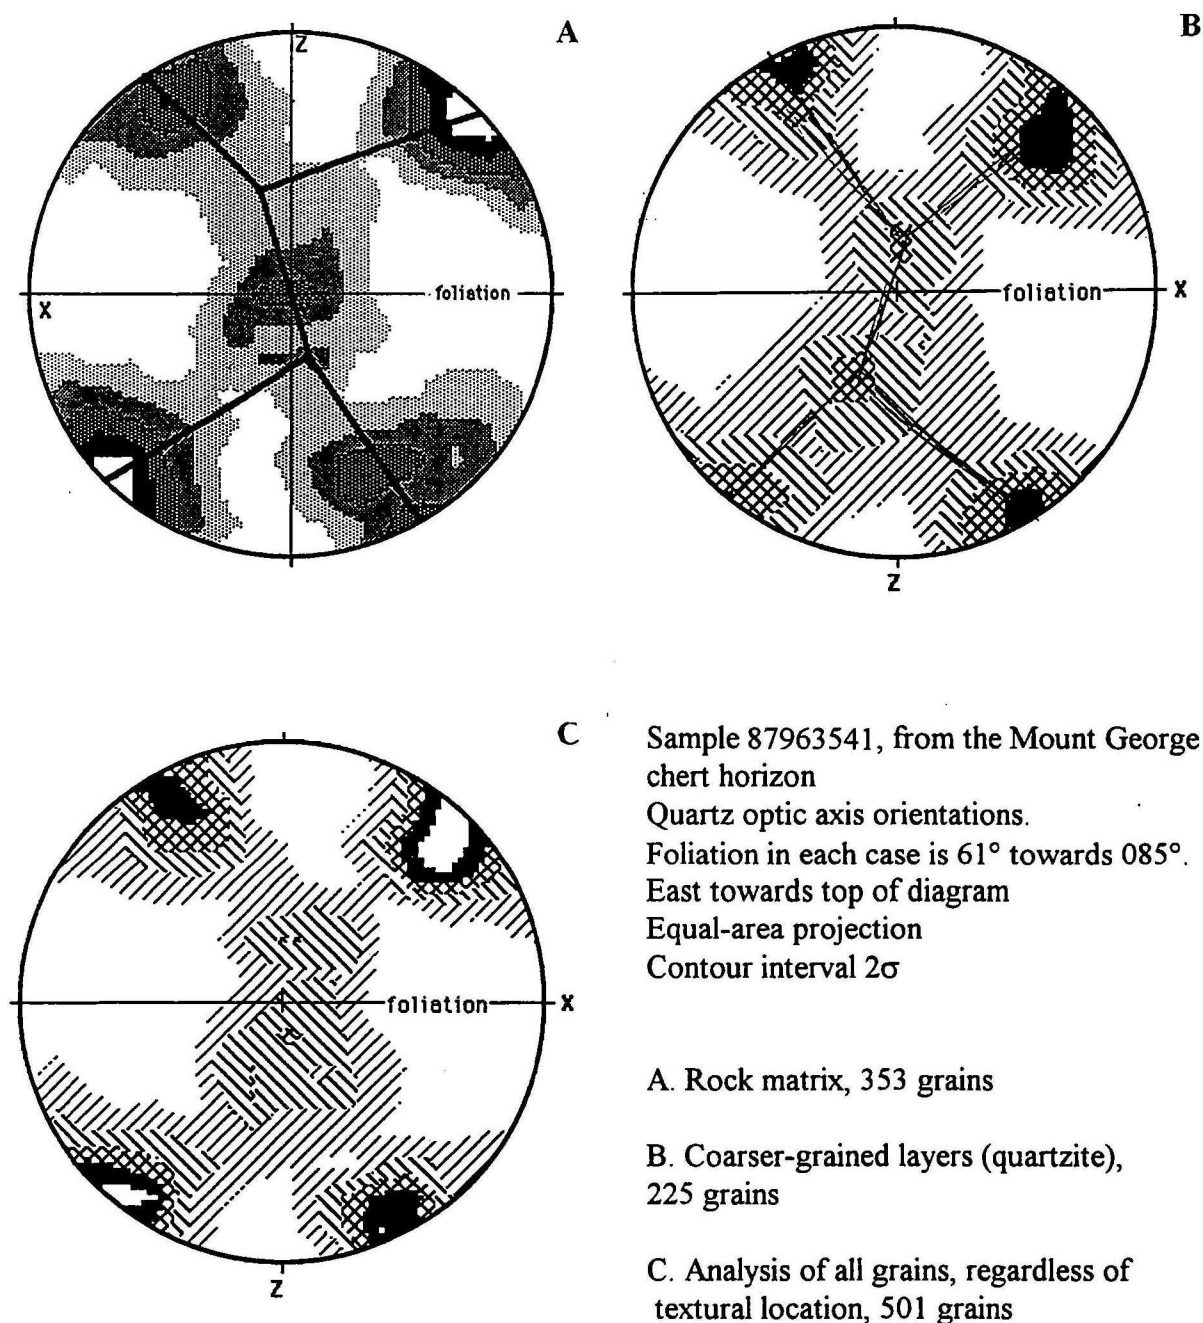 A
Z
X
foliation
B
foliation
X
Z
C
foliation
X
Z
Sample 87963541, from the Mount George
chert horizon
Quartz optic axis orientations.
Foliation in each case is 61° towards 085°.
East towards top of diagram
Equal-area projection
Contour interval 2σ
A. Rock matrix, 353 grains
B. Coarser-grained layers (quartzite),
225 grains
C. Analysis of all grains, regardless of
textural location, 501 grains